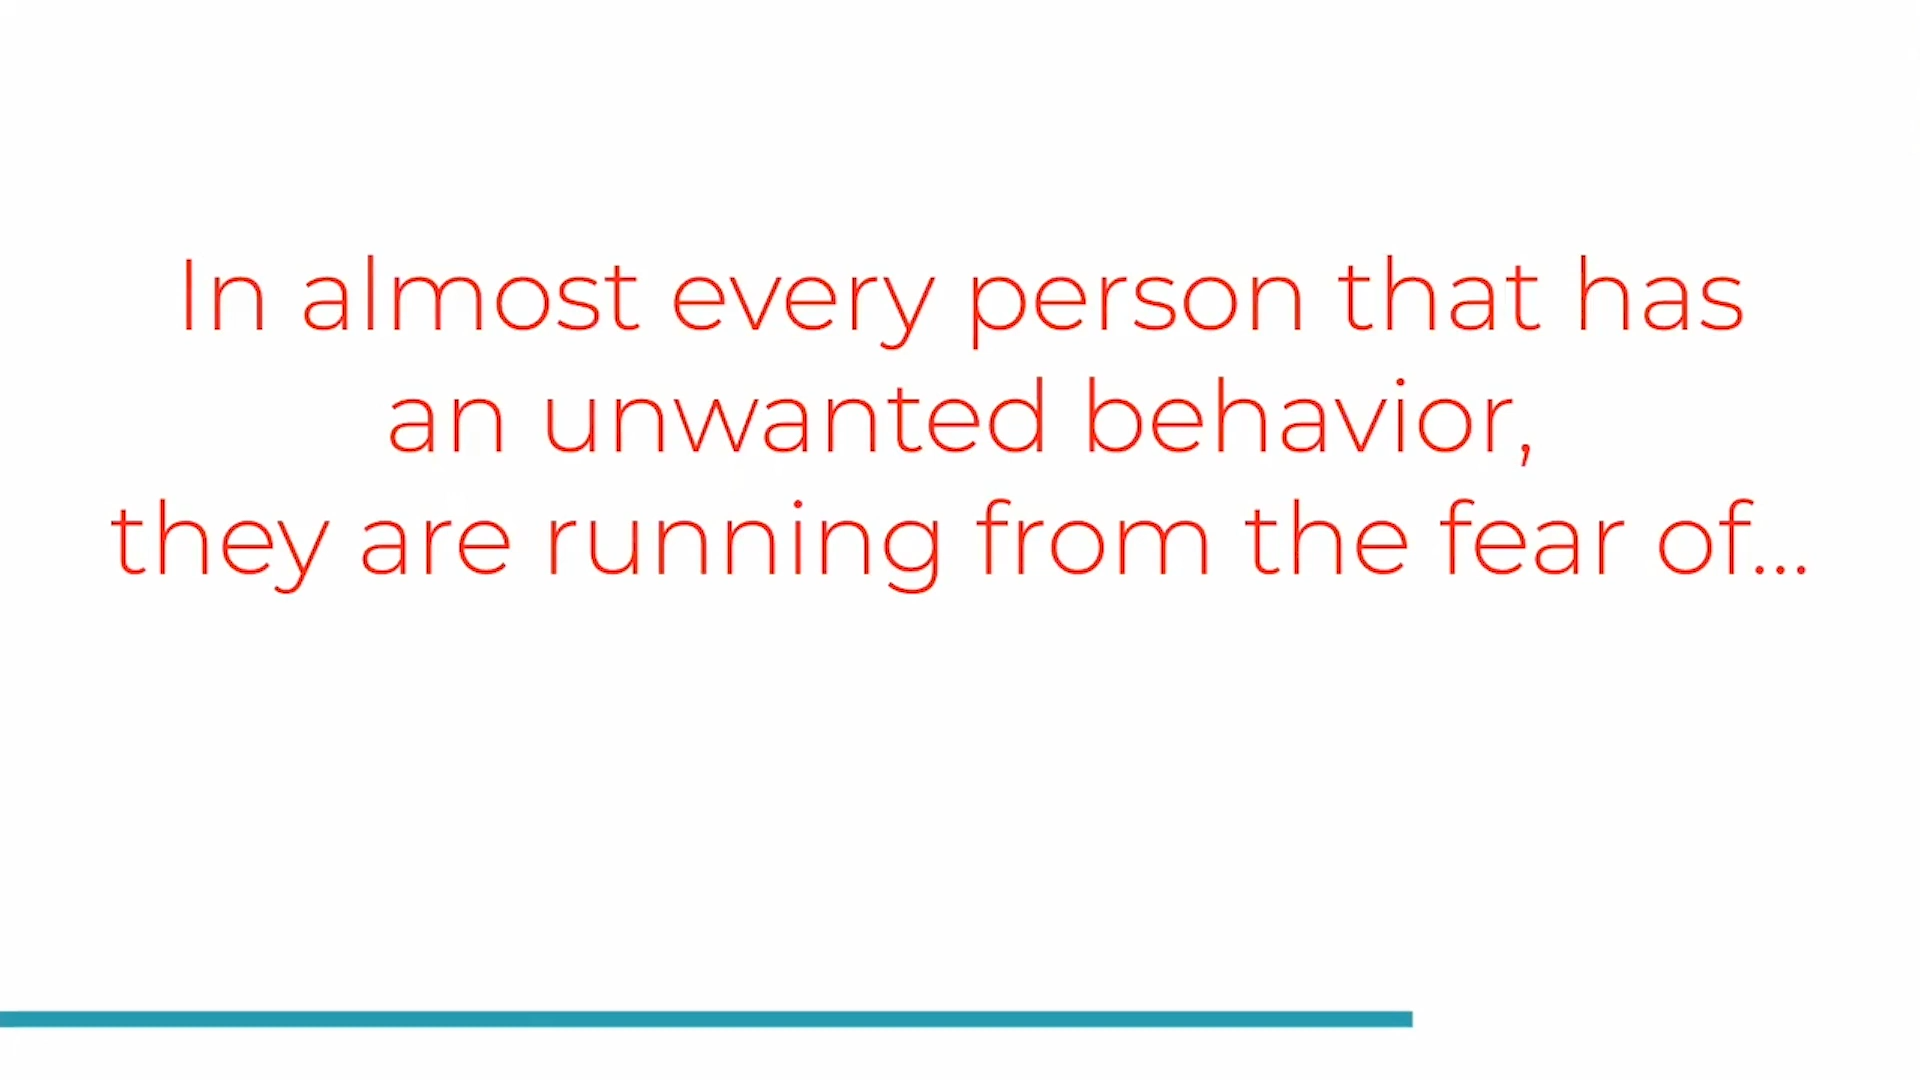 In almost every person that has
an unwanted behavior,
they are running from the fear of...